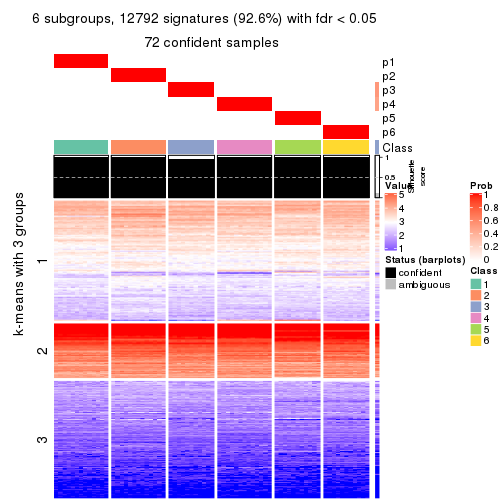 6 subgroups, 12792 signatures (92.6%) with fdr < 0.05
72 confident samples
p1
p2
p3
p4
p5
p6
Class
1
0.5
Silhouette
score
k-means with 3 groups
1
2
3
Value
5
4
3
2
1
Status (barplots)
confident
ambiguous
Prob
1
0.8
0.6
0.4
0.2
0
Class
1
2
3
4
5
6